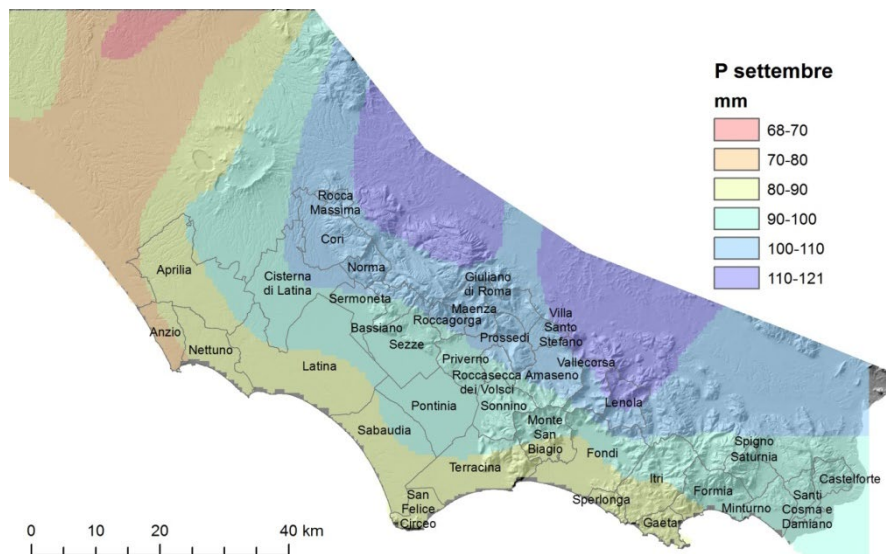 P settembre
mm
68-70
70-80
80-90
90-100
100-110
110-121
Rocca
Massima
Cori
Norma
Aprilia
Cisterna
di Latina
Giuliano
di Roma
Sermoneta
Maenza
Villa
Santo
Stefano
Bassiano
Roccagorga
Anzio
Sezze
Prossedi
Nettuno
Priverno
Vallecorsa
Latina
Roccasecca
dei Volsci
Amaseno
Pontinia
Sonnino
Lenola
Sabaudia
Monte
San
Biagio
Fondi
Spigno
Saturnia
Terracina
Itri
Castelforte
San
Felice
Circeo
Sperlonga
Formia
Santi
Cosma e
Damiano
Gaeta
Minturno
0 10 20 40 km